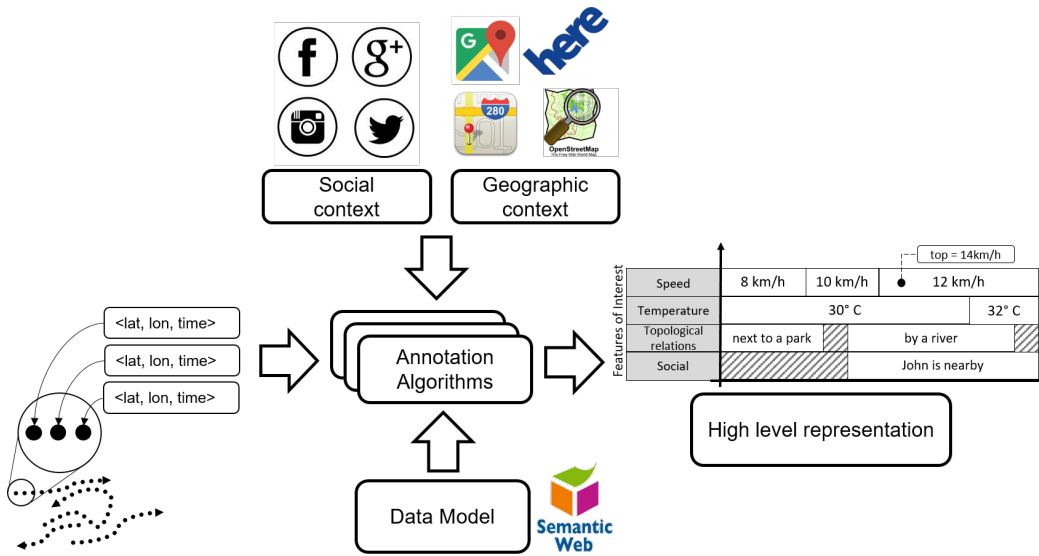 f
g+
G
here
280
OpenStreetMap
The Free Wiki World Map
Social
context
Geographic
context
<lat, lon, time>
<lat, lon, time>
<lat, lon, time>
Annotation
Algorithms
Data Model
Semantic
Web
Features of Interest
top = 14km/h
Speed
8 km/h
10 km/h
12 km/h
Temperature
30° C
32° C
Topological
relations
next to a park
by a river
Social
John is nearby
High level representation